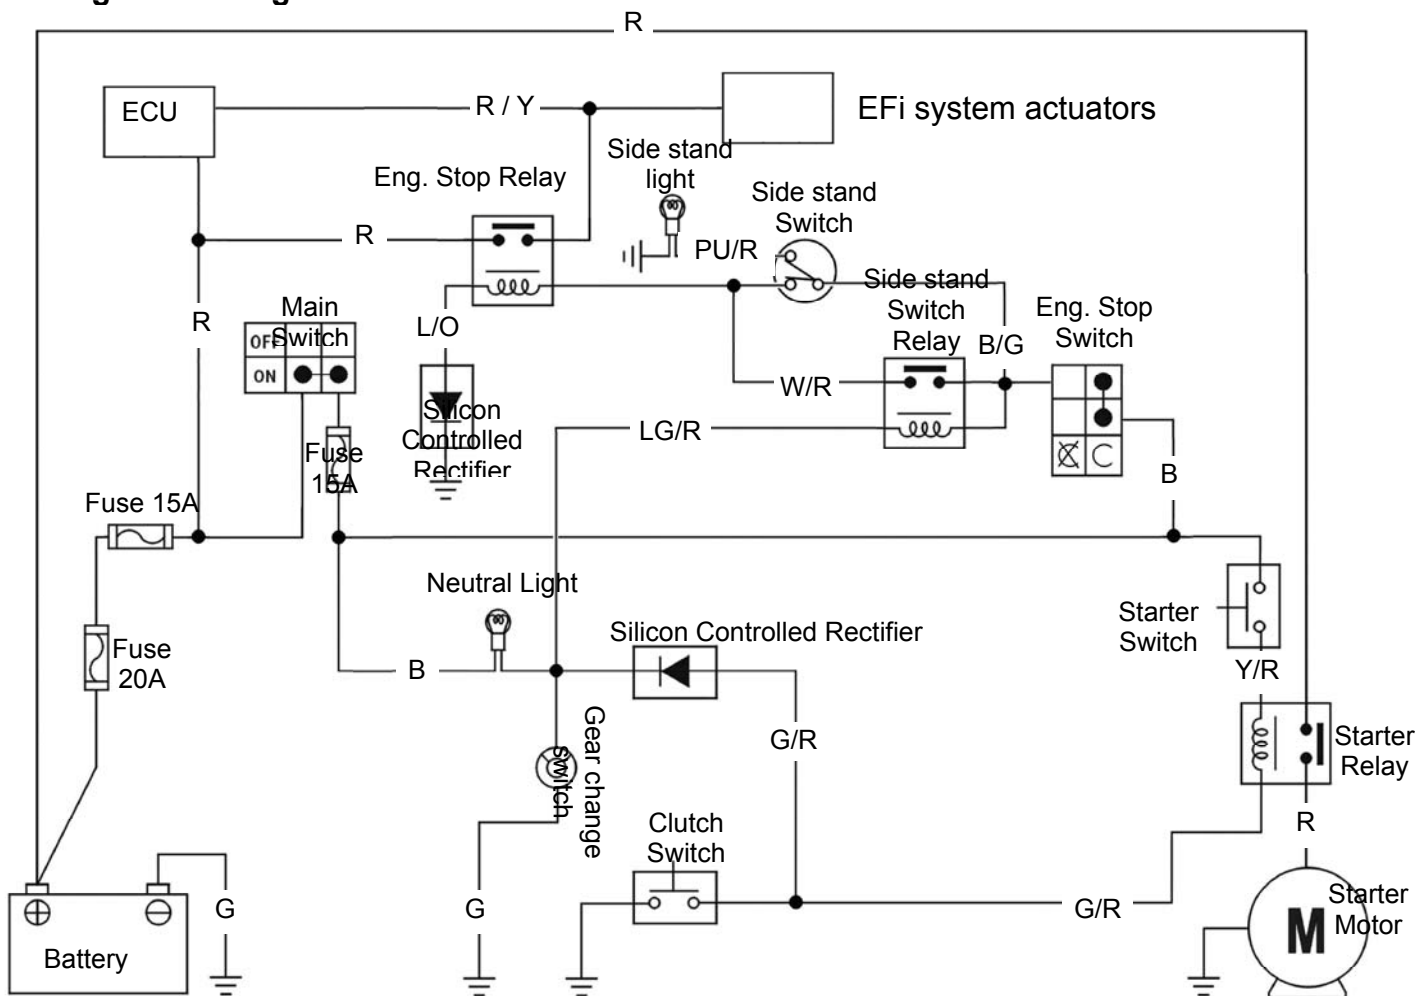 R
ECU
R / Y
EFi system actuators
Side stand
light
Eng. Stop Relay
Side stand
Switch
R
PU/R
Side stand
Switch
Relay
Eng. Stop
Switch
R
Main
Switch
OFF
ON
L/O
B/G
W/R
Silicon
Controlled
Rectifier
LG/R
C
C
B
Fuse
15A
Fuse 15A
Neutral Light
Silicon Controlled Rectifier
Starter
Switch
Fuse
20A
B
Y/R
Gear change
switch
G/R
Starter
Relay
Clutch
Switch
R
G
G
G/R
Starter
Motor
M
Battery